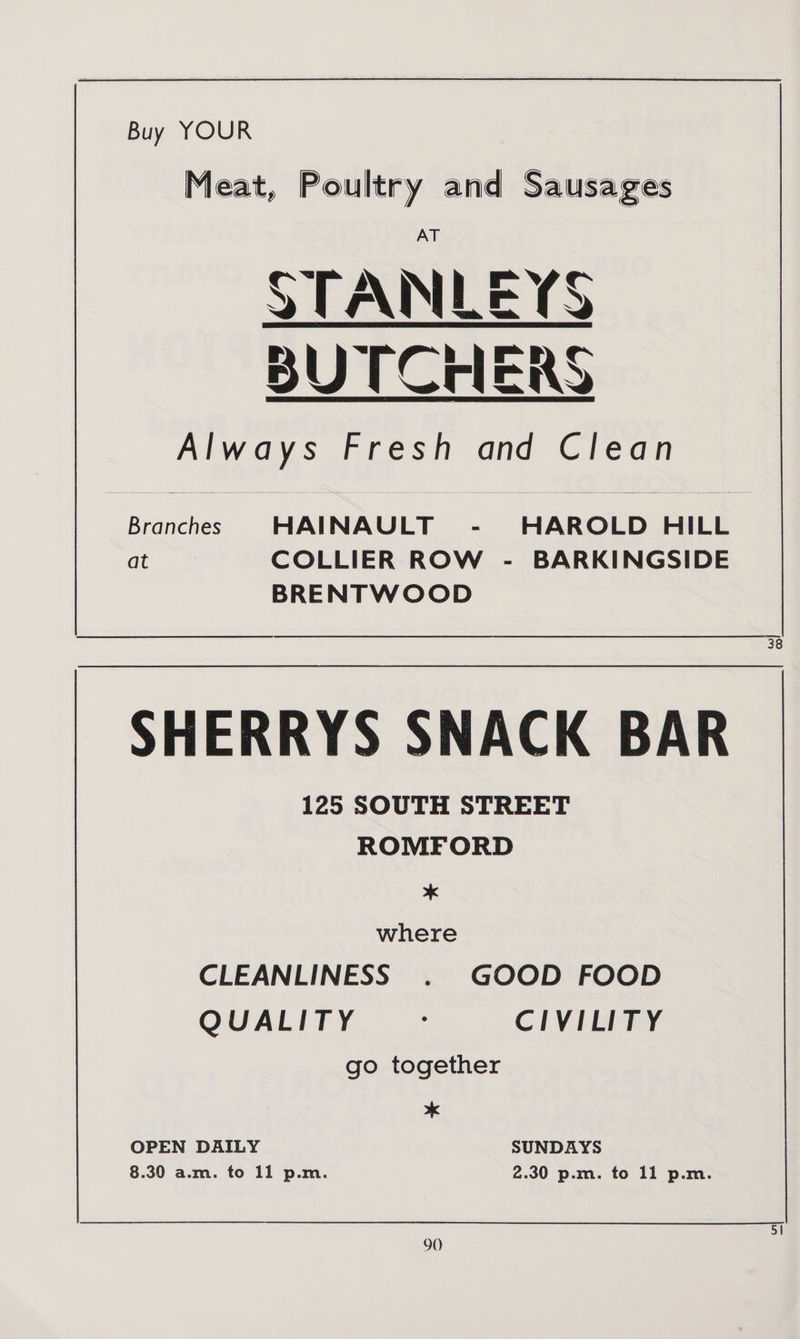 Buy YOUR
Meat, Poultry and Sausages
AT
STANLEYS
BUTCHERS
Always Fresh and Clean
Branches HAINAULT - HAROLD HILL
at COLLIER ROW - BARKINGSIDE
BRENTWOOD
38
SHERRYS SNACK BAR
125 SOUTH STREET
ROMFORD
*
where
CLEANLINESS . GOOD FOOD
QUALITY · CIVILITY
go together
*
OPEN DAILY SUNDAYS
8.30 a.m. to 11 p.m. 2.30 p.m. to 11 p.m.
51
90